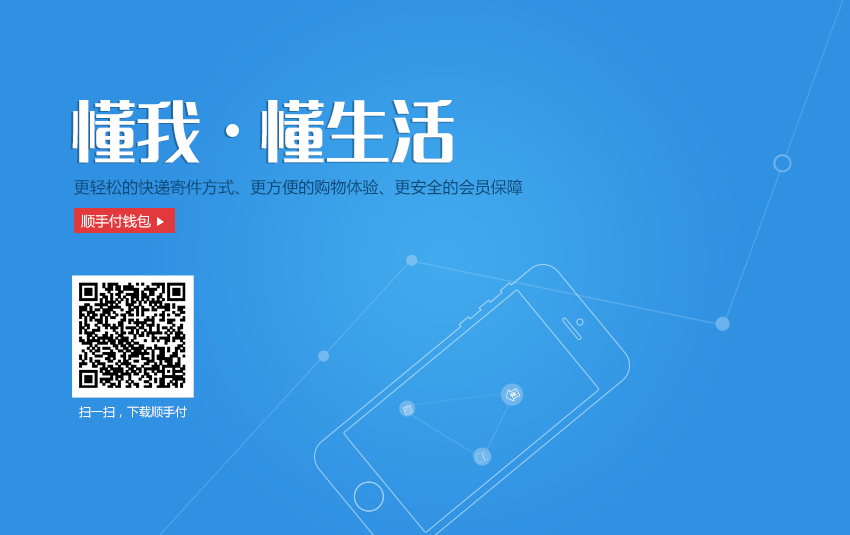 懂我·懂生活
更轻松的快递寄件方式、更方便的购物体验、更安全的会员保障
顺手付钱包
扫一扫，下载顺手付